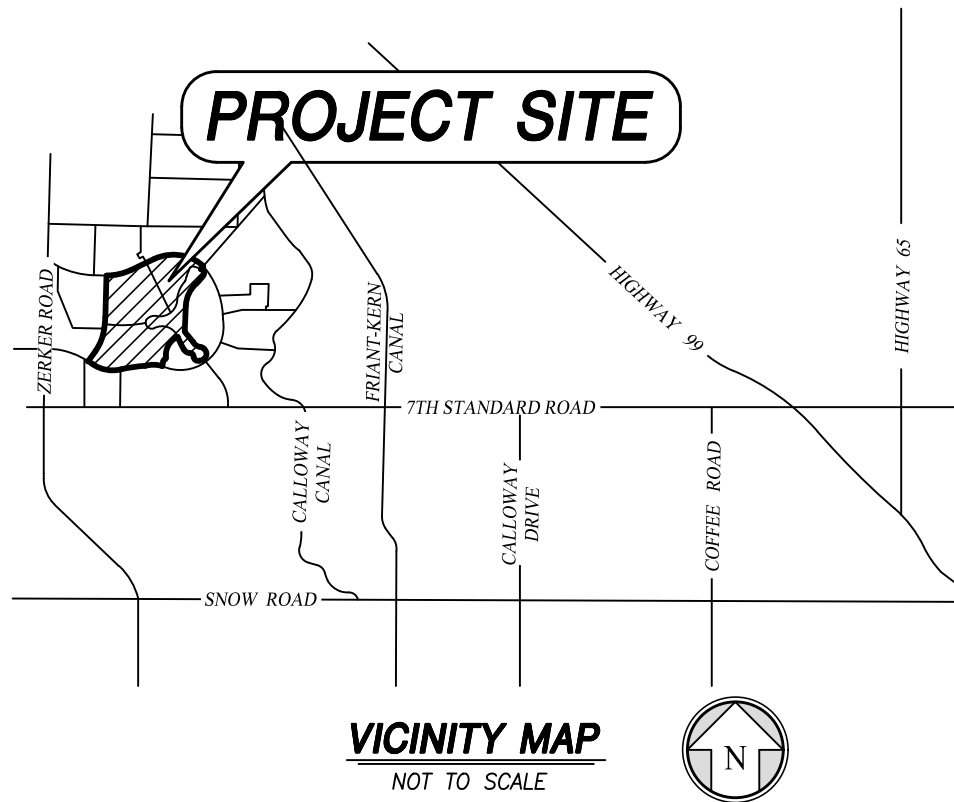 PROJECT SITE
ZERKER ROAD
FRIANT-KERN
CANAL
HIGHWAY 99
HIGHWAY 65
7TH STANDARD ROAD
CALLOWAY
CANAL
CALLOWAY
DRIVE
COFFEE ROAD
SNOW ROAD
VICINITY MAP
NOT TO SCALE
N